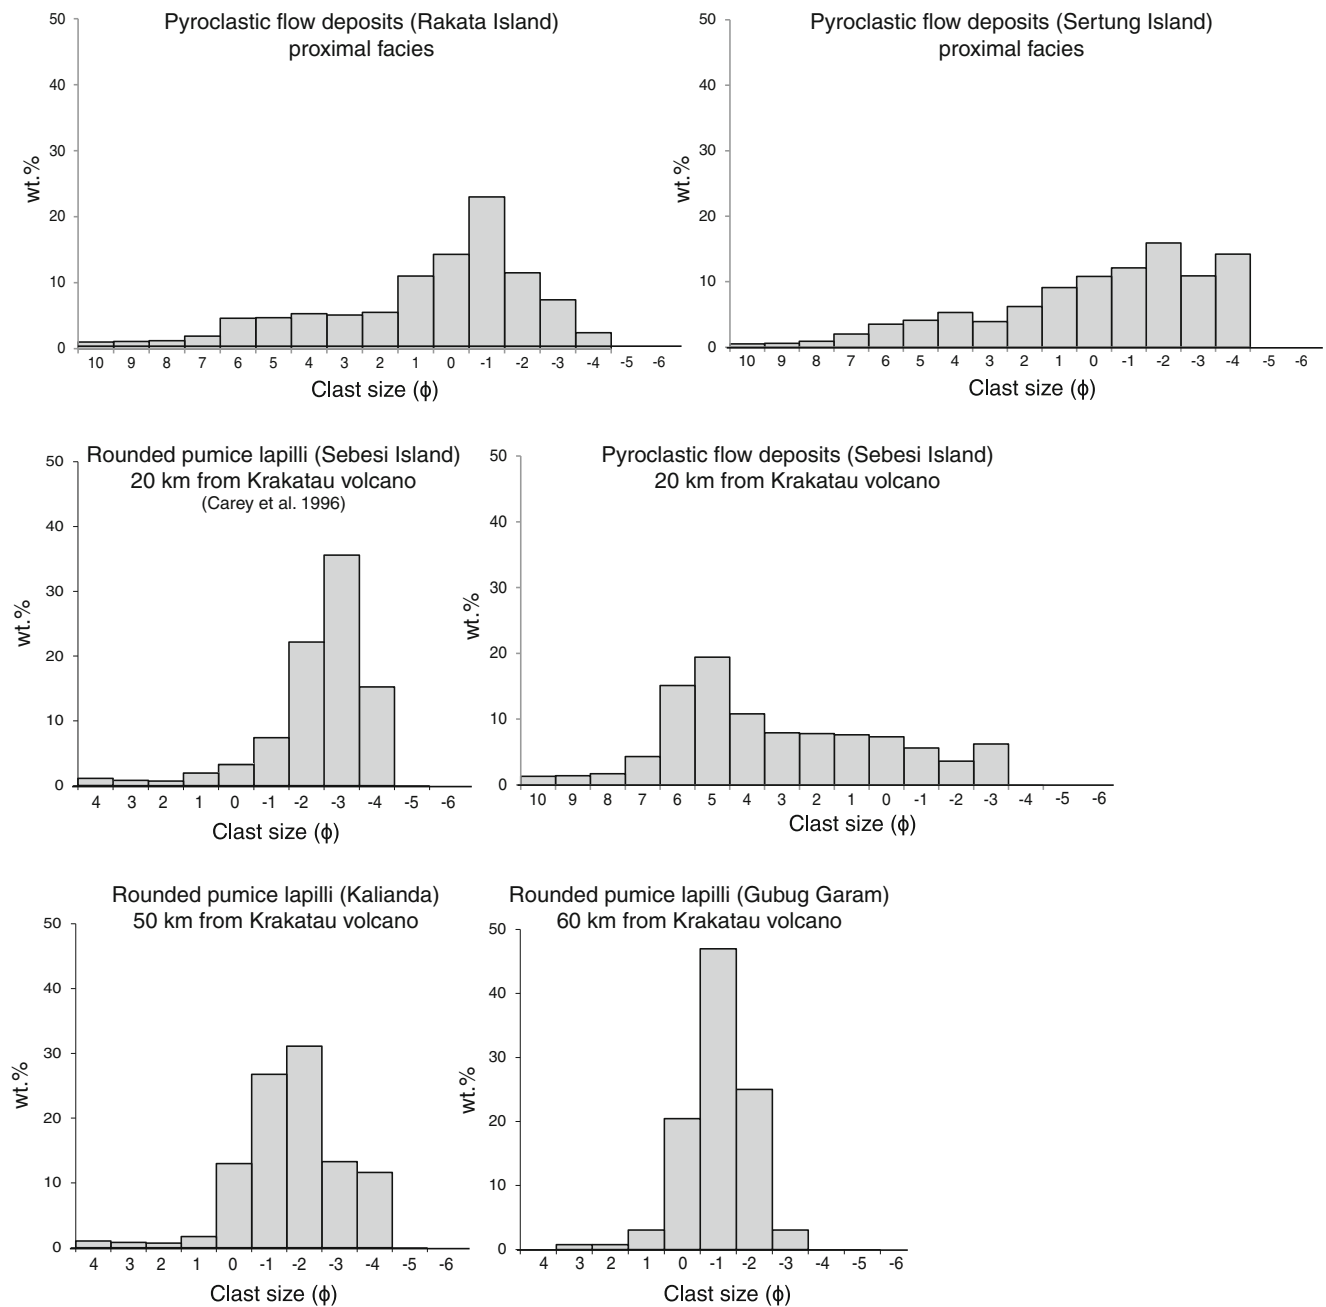 Pyroclastic flow deposits (Rakata Island)
proximal facies
50
40
30
20
10
0
wt.%
10 9 8 7 6 5 4 3 2 1 0 -1 -2 -3 -4 -5 -6
Clast size (ϕ)
Pyroclastic flow deposits (Sertung Island)
proximal facies
50
40
30
20
10
0
wt.%
10 9 8 7 6 5 4 3 2 1 0 -1 -2 -3 -4 -5 -6
Clast size (ϕ)
Rounded pumice lapilli (Sebesi Island)
20 km from Krakatau volcano
(Carey et al. 1996)
50
40
30
20
10
0
wt.%
4 3 2 1 0 -1 -2 -3 -4 -5 -6
Clast size (ϕ)
Pyroclastic flow deposits (Sebesi Island)
20 km from Krakatau volcano
50
40
30
20
10
0
wt.%
10 9 8 7 6 5 4 3 2 1 0 -1 -2 -3 -4 -5 -6
Clast size (ϕ)
Rounded pumice lapilli (Kalianda)
50 km from Krakatau volcano
50
40
30
20
10
0
wt.%
4 3 2 1 0 -1 -2 -3 -4 -5 -6
Clast size (ϕ)
Rounded pumice lapilli (Gubug Garam)
60 km from Krakatau volcano
50
40
30
20
10
0
wt.%
4 3 2 1 0 -1 -2 -3 -4 -5 -6
Clast size (ϕ)